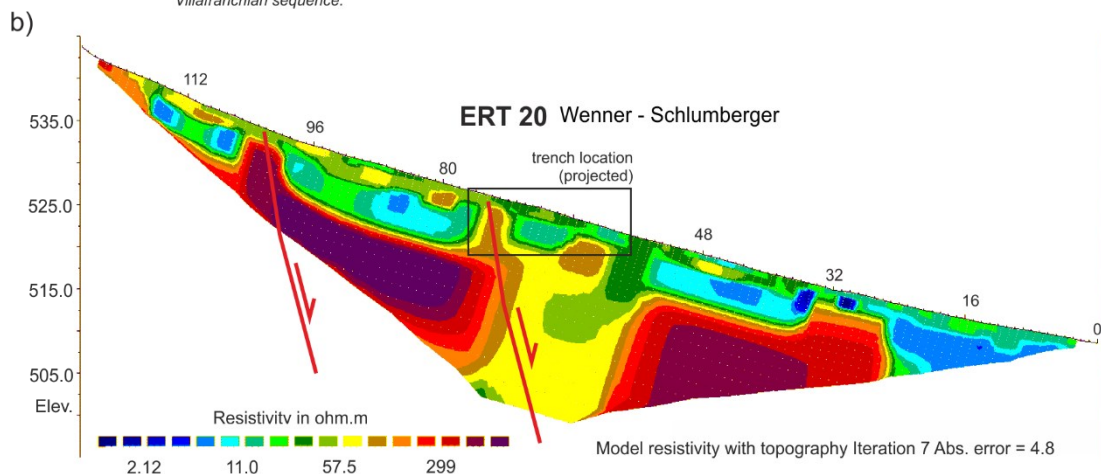 Villafranchian sequence.
b)
ERT 20 Wenner - Schlumberger
112
96
80
trench location
(projected)
48
32
16
0
535.0
525.0
515.0
505.0
Elev.
Resistivity in ohm.m
2.12 11.0 57.5 299
Model resistivity with topography Iteration 7 Abs. error = 4.8